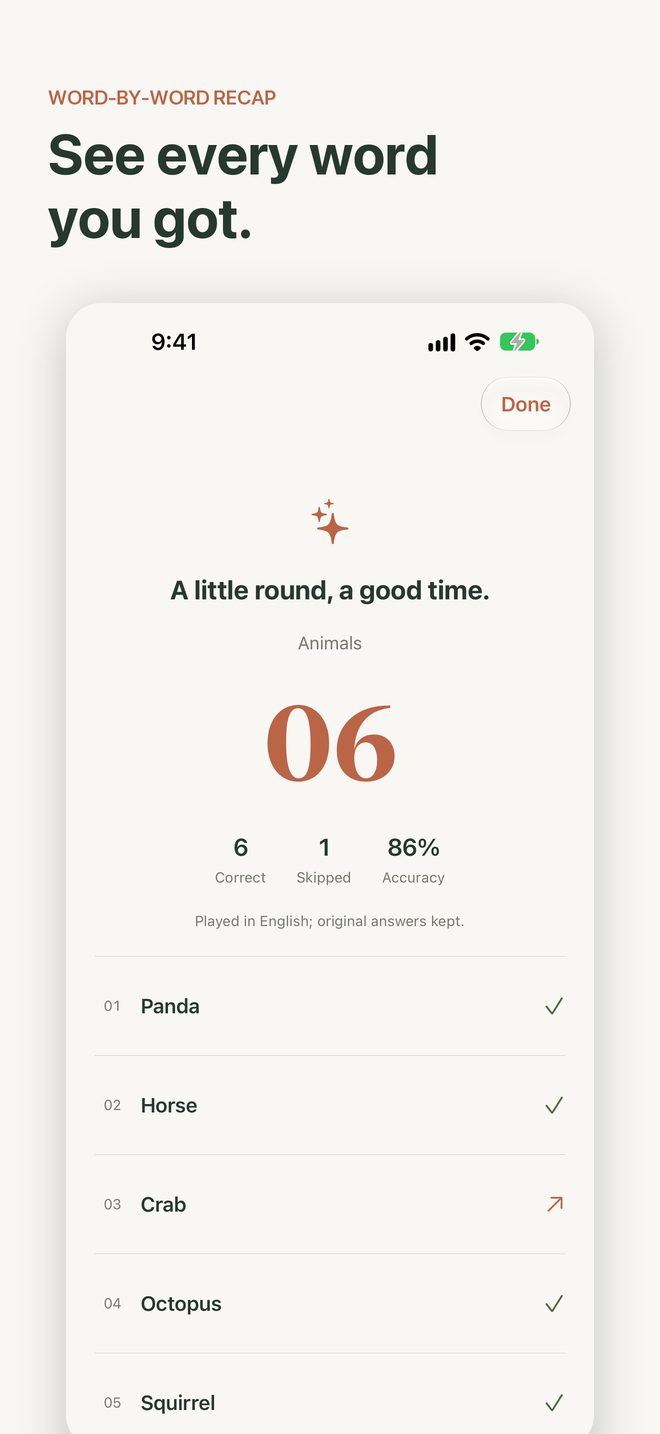 WORD-BY-WORD RECAP
See every word
you got.
9:41
Done
A little round, a good time.
Animals
06
6 1 86%
Correct Skipped Accuracy
Played in English; original answers kept.
01 Panda
02 Horse
03 Crab
04 Octopus
05 Squirrel